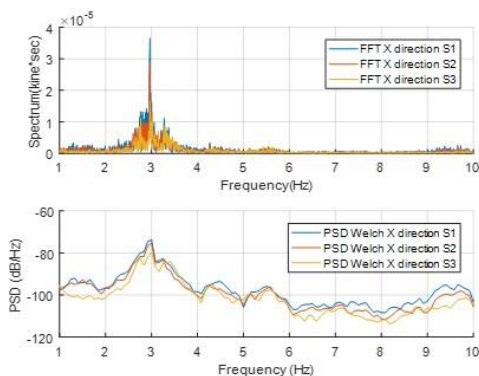 ×10^-5
4
3
2
1
0
Spectrum(kine*sec)
FFT X direction S1
FFT X direction S2
FFT X direction S3
1 2 3 4 5 6 7 8 9 10
Frequency(Hz)
-60
-80
-100
-120
PSD (dB/Hz)
PSD Welch X direction S1
PSD Welch X direction S2
PSD Welch X direction S3
1 2 3 4 5 6 7 8 9 10
Frequency (Hz)